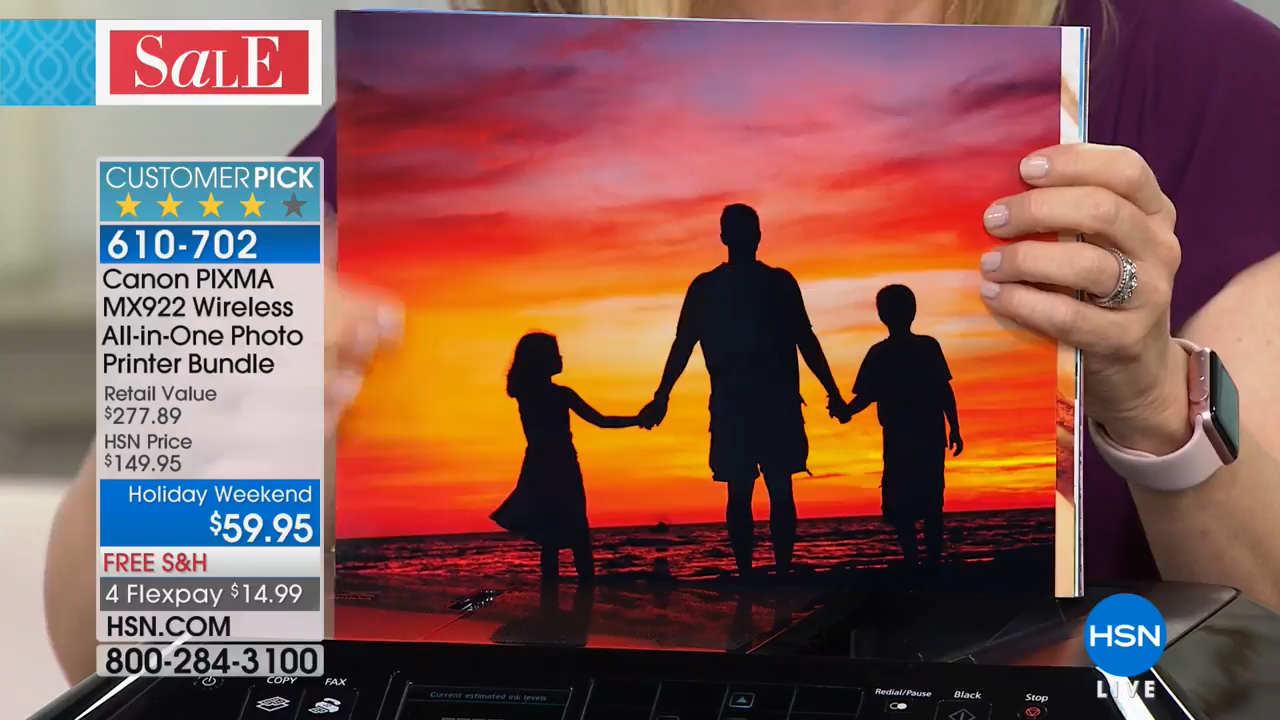 SALE
CUSTOMER PICK
610-702
Canon PIXMA
MX922 Wireless
All-in-One Photo
Printer Bundle
Retail Value
$277.89
HSN Price
$149.95
Holiday Weekend
$59.95
FREE S&H
4 Flexpay $14.99
HSN.COM
800-284-3100
HSN
LIVE
COPY
FAX
Current estimated ink levels
Redial/Pause
Black
Stop